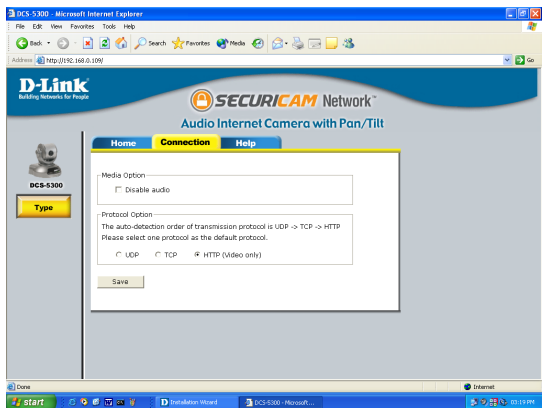 DCS-5300 - Microsoft Internet Explorer
File Edit View Favorites Tools Help
Back Search Favorites Media
Address http://192.168.0.109/ Go
D-Link
Building Networks for People
SECURICAM Network™
Audio Internet Camera with Pan/Tilt
Home Connection Help
DCS-5300
Type
Media Option
Disable audio
Protocol Option
The auto-detection order of transmission protocol is UDP -> TCP -> HTTP
Please select one protocol as the default protocol.
UDP TCP HTTP (Video only)
Save
Done Internet
start Installation Wizard DCS-5300 - Microsoft... 03:19 PM